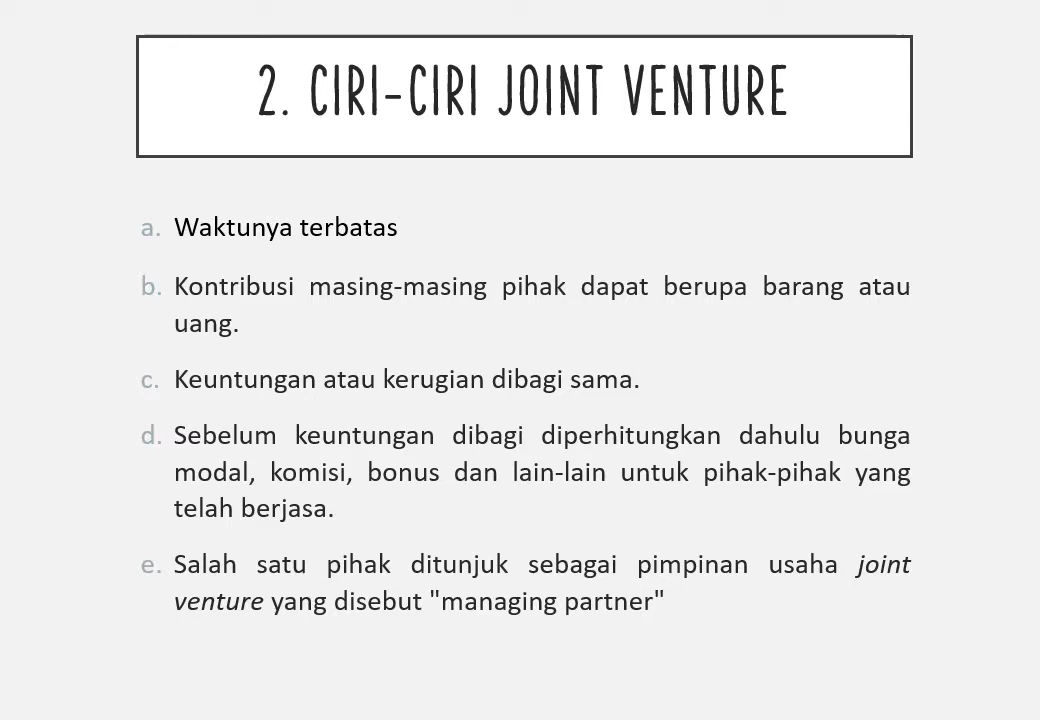 2. CIRI-CIRI JOINT VENTURE
a. Waktunya terbatas
b. Kontribusi masing-masing pihak dapat berupa barang atau
uang.
c. Keuntungan atau kerugian dibagi sama.
d. Sebelum keuntungan dibagi diperhitungkan dahulu bunga
modal, komisi, bonus dan lain-lain untuk pihak-pihak yang
telah berjasa.
e. Salah satu pihak ditunjuk sebagai pimpinan usaha joint
venture yang disebut "managing partner"